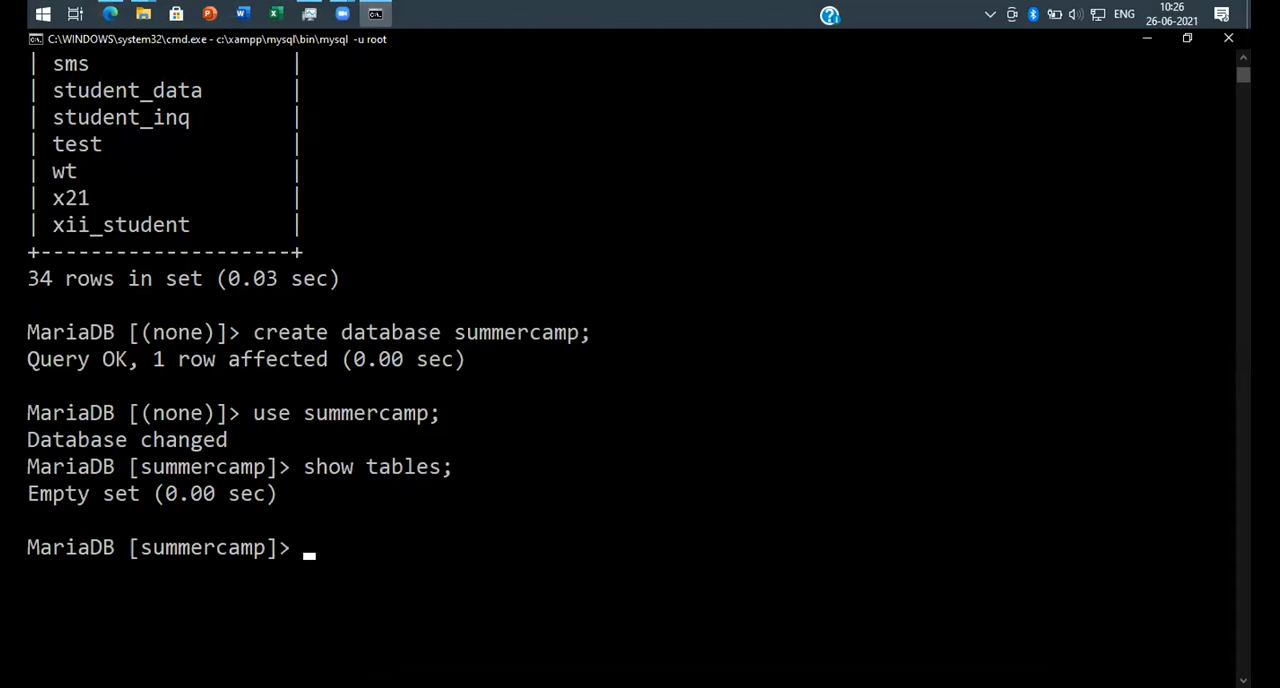 10:26
ENG
26-06-2021
C:\WINDOWS\system32\cmd.exe - c:\xampp\mysql\bin\mysql -u root
| sms |
| student_data |
| student_inq |
| test |
| wt |
| x21 |
| xii_student |
+--------------------+
34 rows in set (0.03 sec)
MariaDB [(none)]> create database summercamp;
Query OK, 1 row affected (0.00 sec)
MariaDB [(none)]> use summercamp;
Database changed
MariaDB [summercamp]> show tables;
Empty set (0.00 sec)
MariaDB [summercamp]>